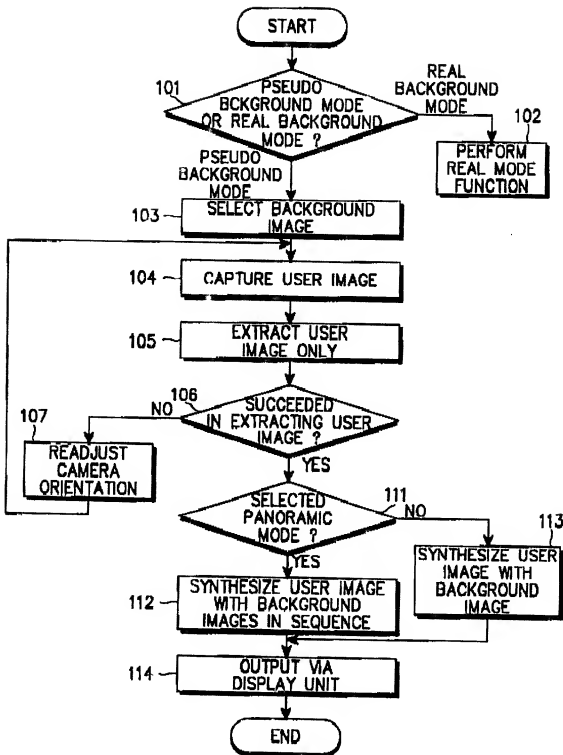 START
101
PSEUDO
BCKGROUND MODE
OR REAL BACKGROUND
MODE ?
REAL
BACKGROUND
MODE
102
PERFORM
REAL MODE
FUNCTION
PSEUDO
BACKGROUND
MODE
103
SELECT BACKGROUND
IMAGE
104
CAPTURE USER IMAGE
105
EXTRACT USER
IMAGE ONLY
106
NO
SUCCEEDED
IN EXTRACTING USER
IMAGE ?
107
READJUST
CAMERA
ORIENTATION
YES
111
SELECTED
PANORAMIC
MODE ?
NO
113
SYNTHESIZE USER
IMAGE WITH
BACKGROUND
IMAGE
YES
112
SYNTHESIZE USER IMAGE
WITH BACKGROUND
IMAGES IN SEQUENCE
114
OUTPUT VIA
DISPLAY UNIT
END